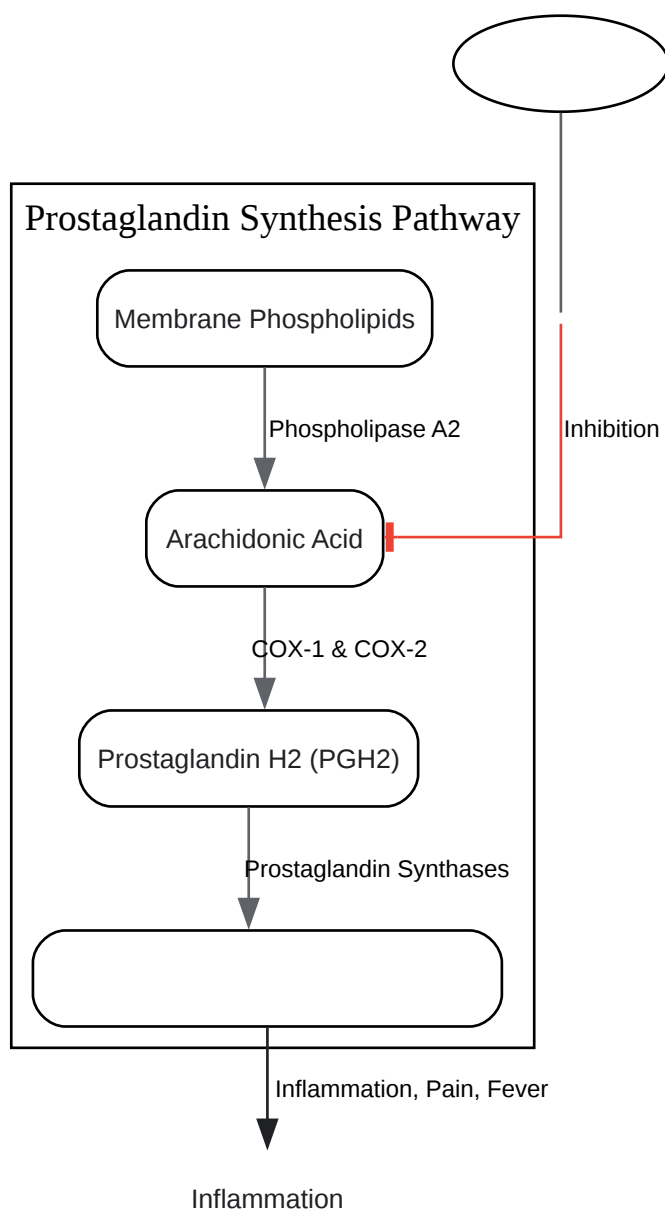 Prostaglandin Synthesis Pathway
Membrane Phospholipids
Phospholipase A2
Inhibition
Arachidonic Acid
COX-1 & COX-2
Prostaglandin H2 (PGH2)
Prostaglandin Synthases
Inflammation, Pain, Fever
Inflammation